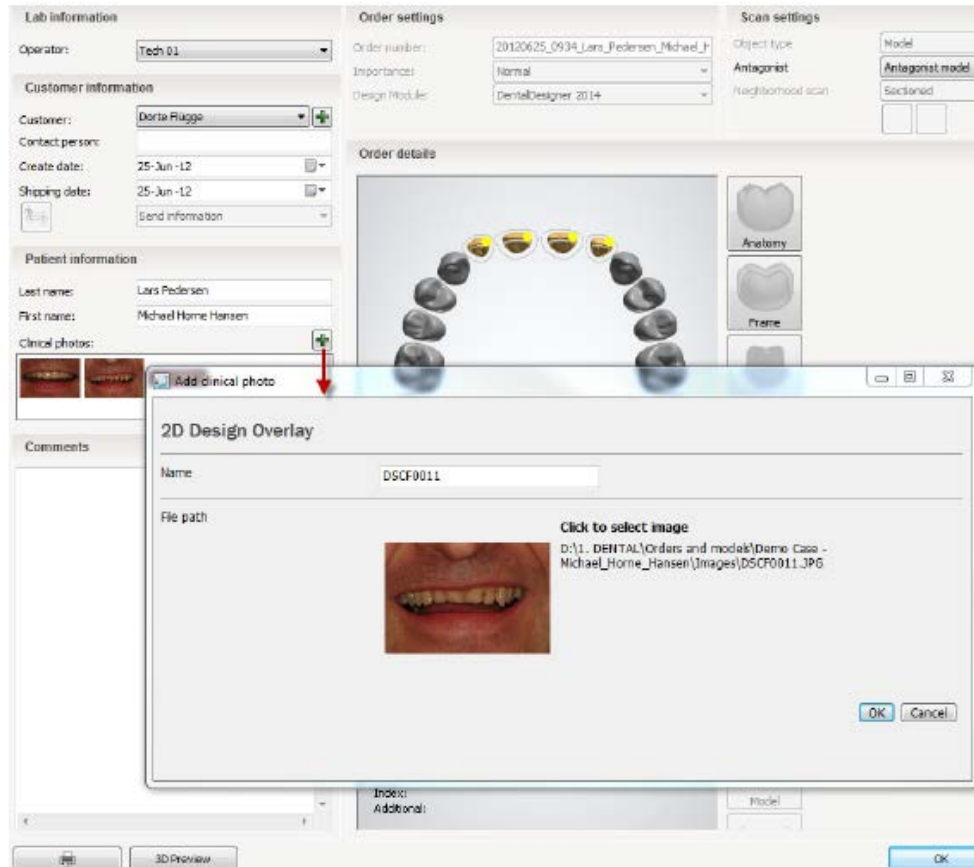 Lab information
Operator:
Tech 01
Customer information
Customer:
Dorte Rügge
Contact person:
Create date:
25-Jun-12
Shipping date:
25-Jun-12
Send information
Patient information
Last name:
Lars Pedersen
First name:
Michael Horne Hansen
Clinical photos:
Comments
3D Preview
Order settings
Order number:
20120625_0934_Lars_Pedersen_Michael_H
Importance:
Normal
Design Module:
DentalDesigner 2014
Order details
Scan settings
Object type
Model
Antagonist
Antagonist model
Neighborhood scan
Sectioned
Anatomy
Frame
Add clinical photo
2D Design Overlay
Name
DSCF0011
File path
Click to select image
D:\1. DENTAL\Orders and models\Demo Case -
Michael_Horne_Hansen\Images\DSCF0011.JPG
OK
Cancel
Index:
Additional:
Model
OK